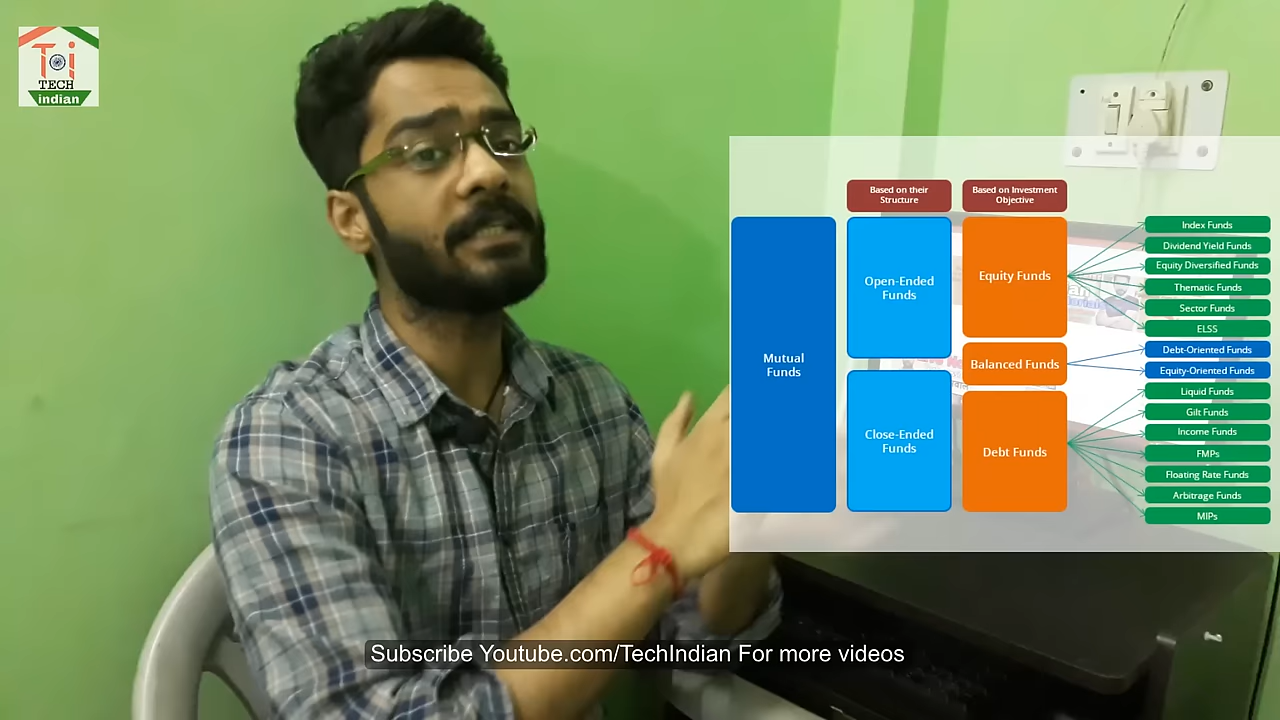 Toi
TECH
indian
Based on their
Structure
Based on Investment
Objective
Mutual
Funds
Open-Ended
Funds
Close-Ended
Funds
Equity Funds
Balanced Funds
Debt Funds
Index Funds
Dividend Yield Funds
Equity Diversified Funds
Thematic Funds
Sector Funds
ELSS
Debt-Oriented Funds
Equity-Oriented Funds
Liquid Funds
Gilt Funds
Income Funds
FMPs
Floating Rate Funds
Arbitrage Funds
MIPs
Subscribe Youtube.com/TechIndian For more videos